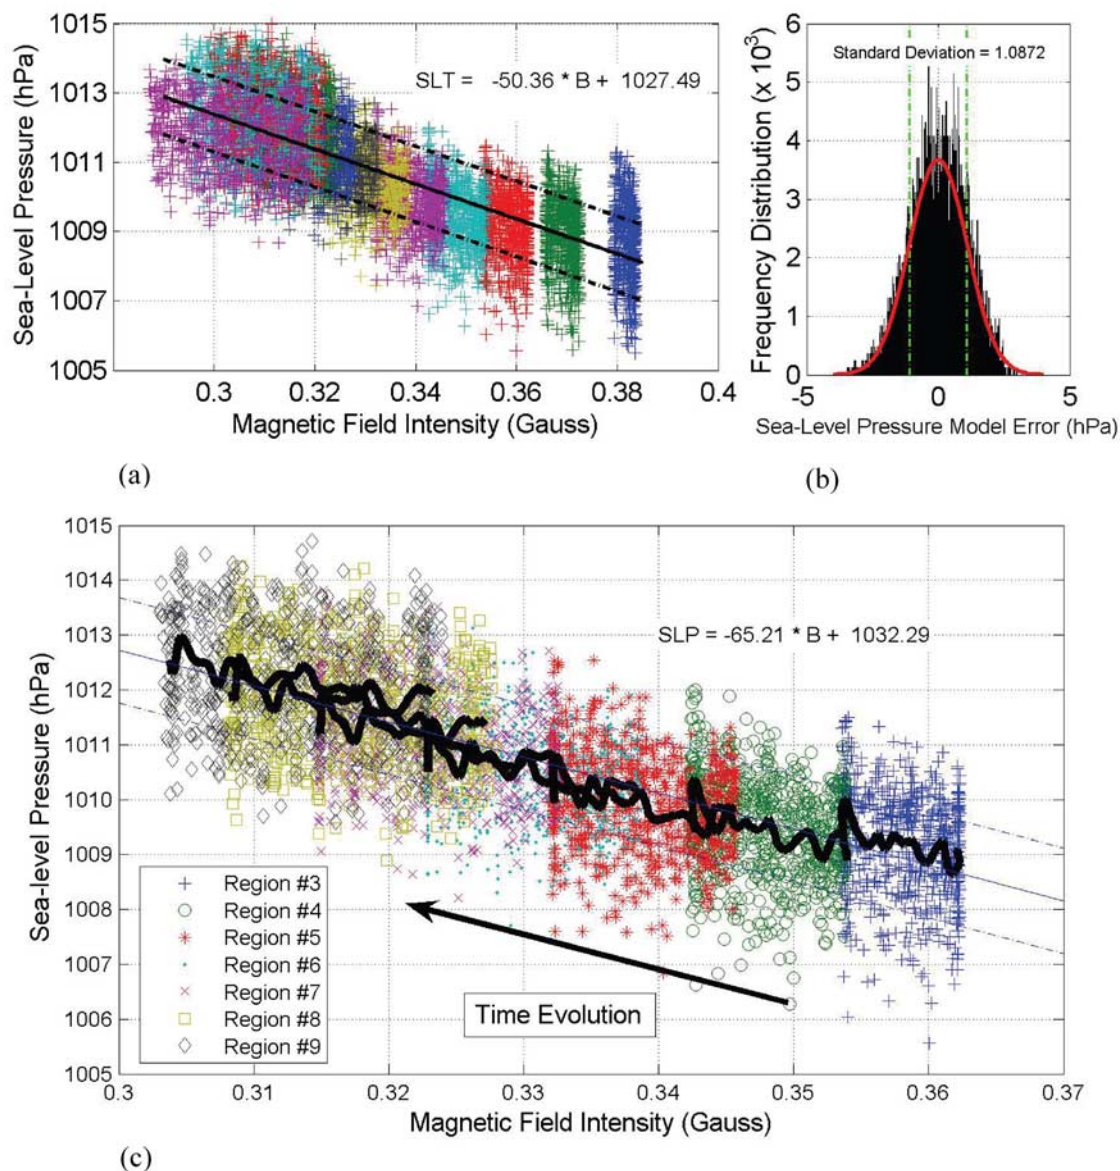 1015
1013
1011
1009
1007
1005
Sea-Level Pressure (hPa)
SLT = -50.36 * B + 1027.49
0.3
0.32
0.34
0.36
0.38
0.4
Magnetic Field Intensity (Gauss)
(a)
6
5
4
3
2
1
0
Frequency Distribution (x 10³)
Standard Deviation = 1.0872
-5
0
5
Sea-Level Pressure Model Error (hPa)
(b)
1015
1014
1013
1012
1011
1010
1009
1008
1007
1006
1005
Sea-level Pressure (hPa)
SLP = -65.21 * B + 1032.29
Region #3
Region #4
Region #5
Region #6
Region #7
Region #8
Region #9
Time Evolution
0.3
0.31
0.32
0.33
0.34
0.35
0.36
0.37
Magnetic Field Intensity (Gauss)
(c)